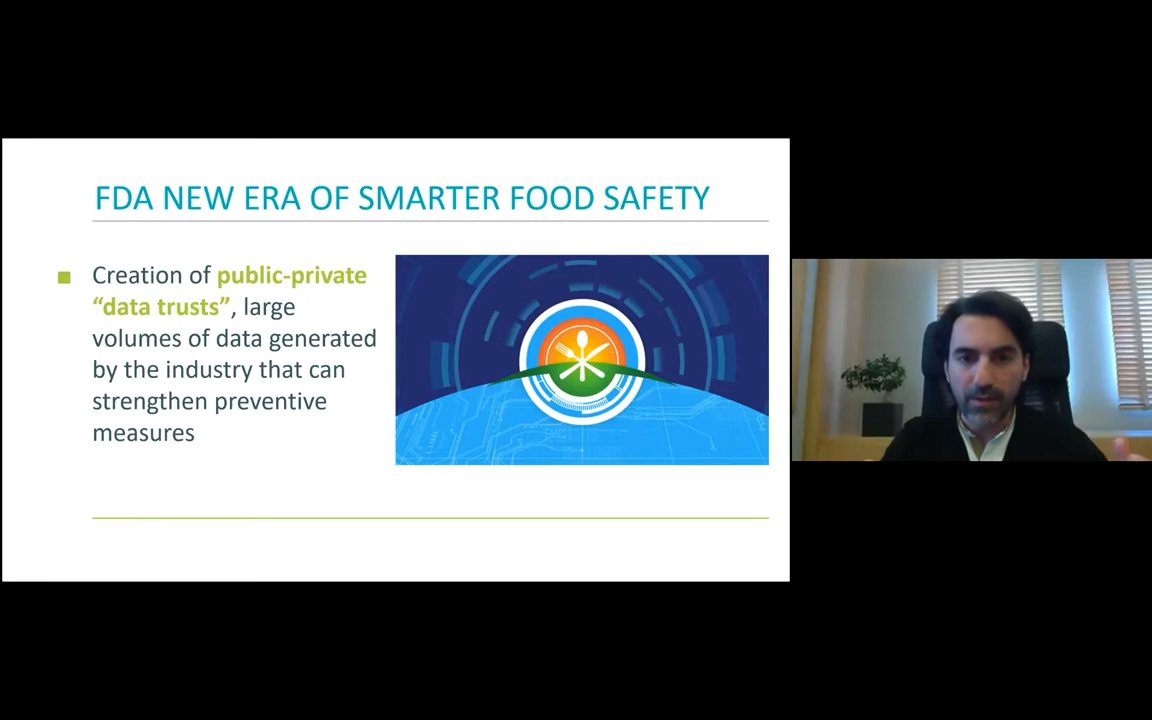 FDA NEW ERA OF SMARTER FOOD SAFETY
■ Creation of public-private
“data trusts”, large
volumes of data generated
by the industry that can
strengthen preventive
measures